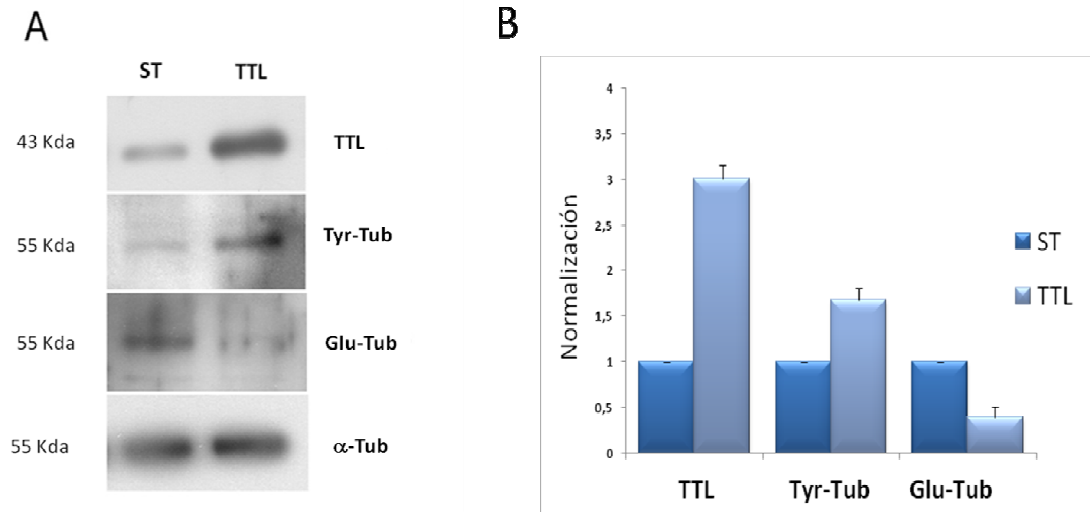 A
ST TTL
43 Kda TTL
55 Kda Tyr-Tub
55 Kda Glu-Tub
55 Kda α-Tub
B
Normalización
4
3,5
3
2,5
2
1,5
1
0,5
0
TTL Tyr-Tub Glu-Tub
ST
TTL